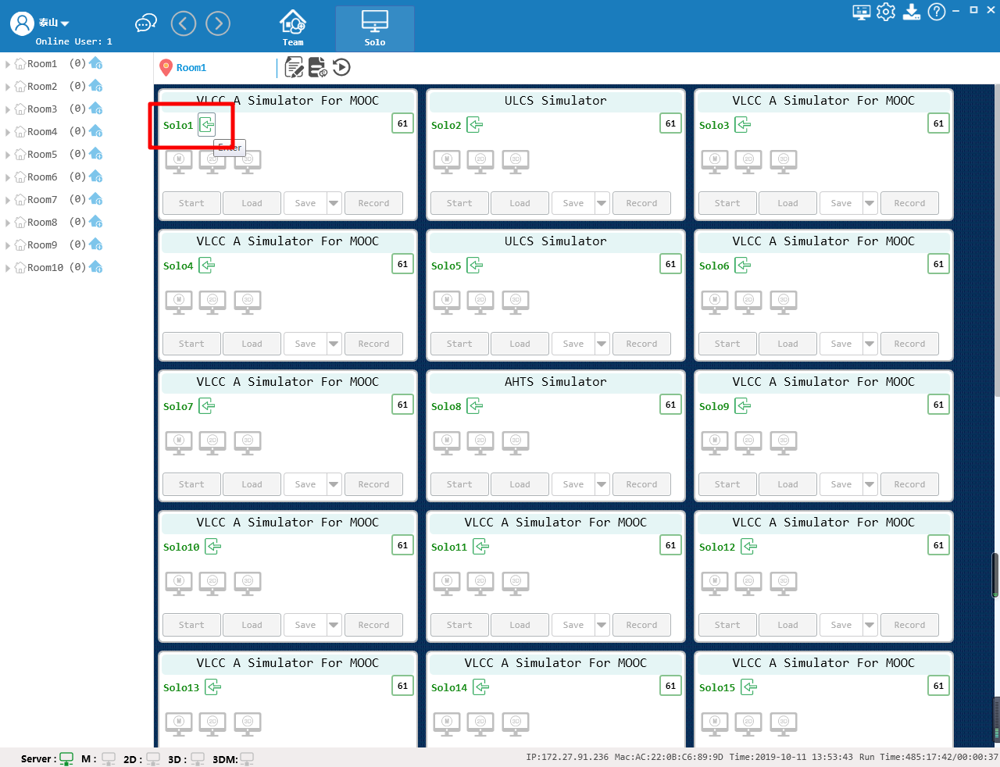 泰山
Online User: 1
Team
Solo
Room1 (0)
Room2 (0)
Room3 (0)
Room4 (0)
Room5 (0)
Room6 (0)
Room7 (0)
Room8 (0)
Room9 (0)
Room10 (0)
Room1
VLCC A Simulator For MOOC
Solo1
61
Enter
M 2D 3D
Start Load Save Record
ULCS Simulator
Solo2
61
M 2D 3D
Start Load Save Record
VLCC A Simulator For MOOC
Solo3
61
M 2D 3D
Start Load Save Record
VLCC A Simulator For MOOC
Solo4
61
M 2D 3D
Start Load Save Record
ULCS Simulator
Solo5
61
M 2D 3D
Start Load Save Record
VLCC A Simulator For MOOC
Solo6
61
M 2D 3D
Start Load Save Record
VLCC A Simulator For MOOC
Solo7
61
M 2D 3D
Start Load Save Record
AHTS Simulator
Solo8
61
M 2D 3D
Start Load Save Record
VLCC A Simulator For MOOC
Solo9
61
M 2D 3D
Start Load Save Record
VLCC A Simulator For MOOC
Solo10
61
M 2D 3D
Start Load Save Record
VLCC A Simulator For MOOC
Solo11
61
M 2D 3D
Start Load Save Record
VLCC A Simulator For MOOC
Solo12
61
M 2D 3D
Start Load Save Record
VLCC A Simulator For MOOC
Solo13
61
M 2D 3D
VLCC A Simulator For MOOC
Solo14
61
M 2D 3D
VLCC A Simulator For MOOC
Solo15
61
M 2D 3D
Server : M : 2D : 3D : 3DM:
IP:172.27.91.236 Mac:AC:22:0B:C6:89:9D Time:2019-10-11 13:53:43 Run Time:485:17:42/00:00:37